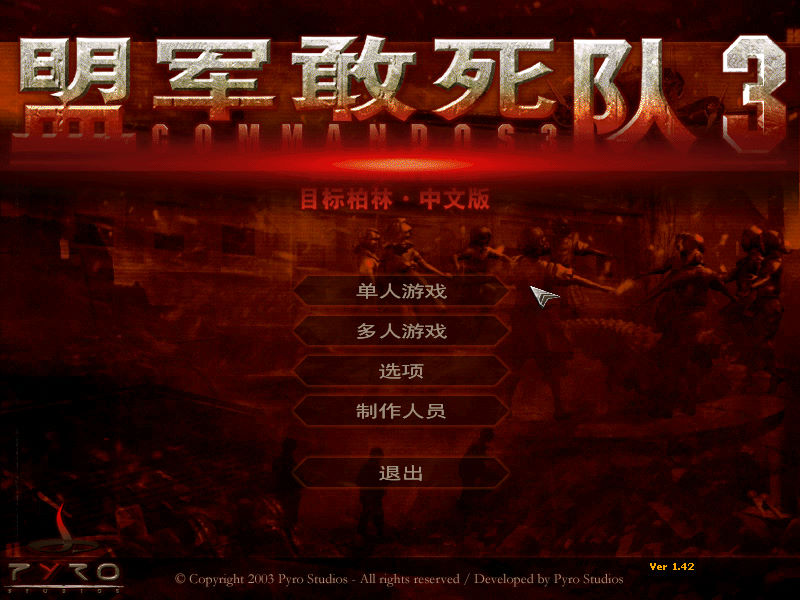 盟军敢死队3
COMMANDOS 3
目标柏林·中文版
单人游戏
多人游戏
选项
制作人员
退出
Ver 1.42
PYRO
STUDIOS
© Copyright 2003 Pyro Studios - All rights reserved / Developed by Pyro Studios